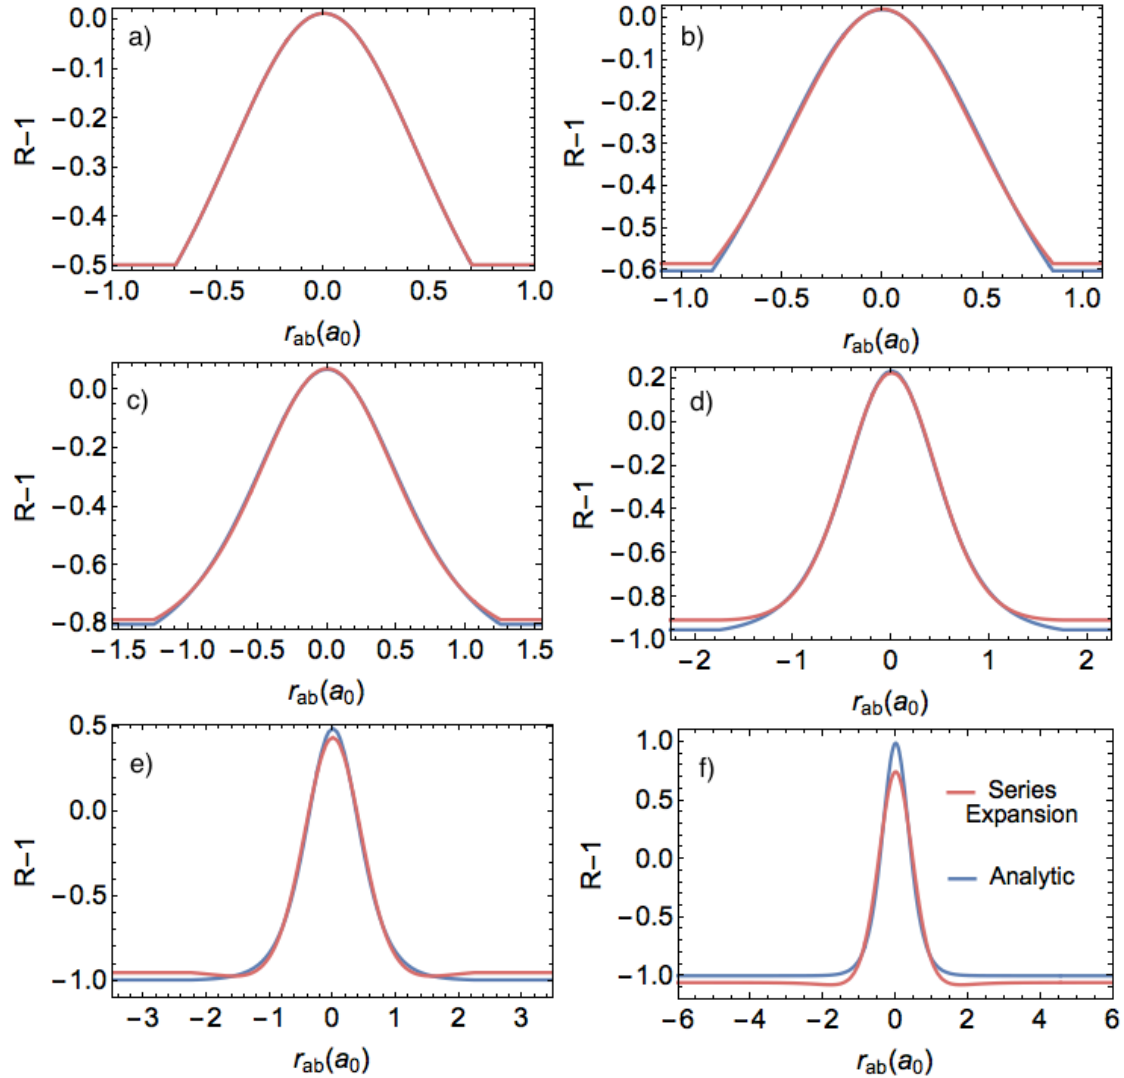 a)
0.0
−0.1
−0.2
−0.3
−0.4
−0.5
R−1
−1.0 −0.5 0.0 0.5 1.0
rab(a0)
b)
0.0
−0.1
−0.2
−0.3
−0.4
−0.5
−0.6
R−1
−1.0 −0.5 0.0 0.5 1.0
rab(a0)
c)
0.0
−0.2
−0.4
−0.6
−0.8
R−1
−1.5 −1.0 −0.5 0.0 0.5 1.0 1.5
rab(a0)
d)
0.2
0.0
−0.2
−0.4
−0.6
−0.8
−1.0
R−1
−2 −1 0 1 2
rab(a0)
e)
0.5
0.0
−0.5
−1.0
R−1
−3 −2 −1 0 1 2 3
rab(a0)
f)
1.0
0.5
0.0
−0.5
−1.0
R−1
−6 −4 −2 0 2 4 6
rab(a0)
Series
Expansion
Analytic